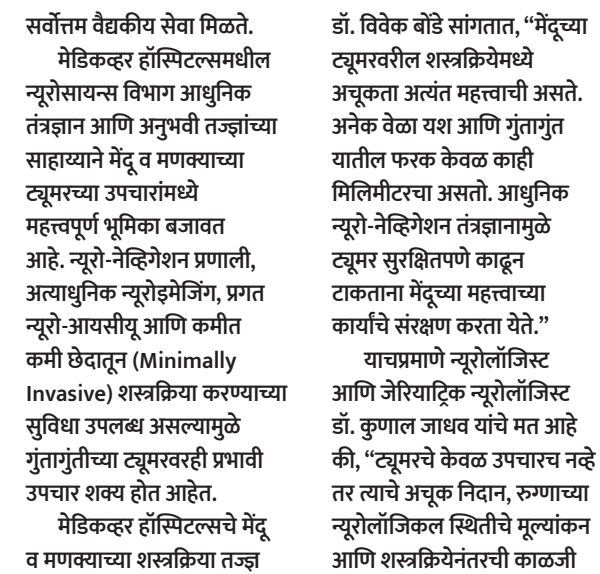 सर्वोत्तम वैद्यकीय सेवा मिळते.
मेडिकव्हर हॉस्पिटल्समधील
न्यूरोसायन्स विभाग आधुनिक
तंत्रज्ञान आणि अनुभवी तज्ज्ञांच्या
साहाय्याने मेंदू व मणक्याच्या
ट्यूमरच्या उपचारांमध्ये
महत्त्वपूर्ण भूमिका बजावत
आहे. न्यूरो-नेव्हिगेशन प्रणाली,
अत्याधुनिक न्यूरोइमेजिंग, प्रगत
न्यूरो-आयसीयू आणि कमीत
कमी छेदातून (Minimally
Invasive) शस्त्रक्रिया करण्याच्या
सुविधा उपलब्ध असल्यामुळे
गुंतागुंतीच्या ट्यूमरवरही प्रभावी
उपचार शक्य होत आहेत.
मेडिकव्हर हॉस्पिटल्सचे मेंदू
व मणक्याच्या शस्त्रक्रिया तज्ज्ञ
डॉ. विवेक बोंडे सांगतात, “मेंदूच्या
ट्यूमरवरील शस्त्रक्रियेमध्ये
अचूकता अत्यंत महत्त्वाची असते.
अनेक वेळा यश आणि गुंतागुंत
यातील फरक केवळ काही
मिलिमीटरचा असतो. आधुनिक
न्यूरो-नेव्हिगेशन तंत्रज्ञानामुळे
ट्यूमर सुरक्षितपणे काढून
टाकताना मेंदूच्या महत्त्वाच्या
कार्यांचे संरक्षण करता येते.”
याचप्रमाणे न्यूरोलॉजिस्ट
आणि जेरियाट्रिक न्यूरोलॉजिस्ट
डॉ. कुणाल जाधव यांचे मत आहे
की, “ट्यूमरचे केवळ उपचारच नव्हे
तर त्याचे अचूक निदान, रुग्णाच्या
न्यूरोलॉजिकल स्थितीचे मूल्यांकन
आणि शस्त्रक्रियेनंतरची काळजी